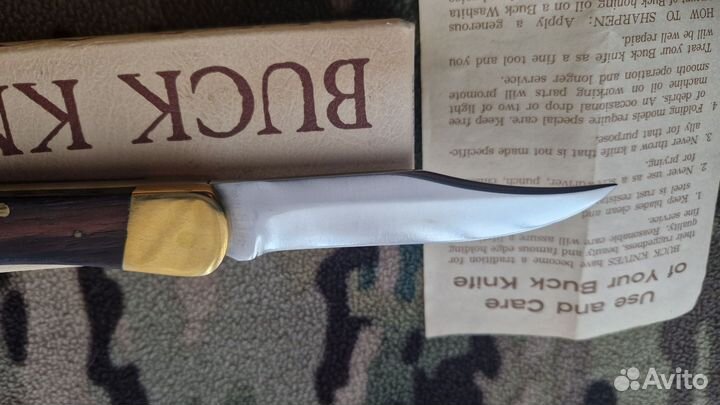 BUCK KN
Use and Care
of Your Buck Knife
BUCK KNIVES have become a tradition for
their ruggedness, beauty and edge holding
Reasonable care will assure a
fine service.
1. Keep blades clean and
steel is rust resistant
2. Never use as a screwdriver, punch,
for prying.
3. Never throw a knife that is not made specific-
ally for that purpose.
4. Folding models require special care. Keep free
of debris. An occasional drop or two of light
machine oil on working parts will promote
smooth operation and longer service.
Treat your Buck knife as a fine tool and you
will be well repaid.
HOW TO SHARPEN: Apply a generous
of Buck honing oil on a Buck Washita
Avito